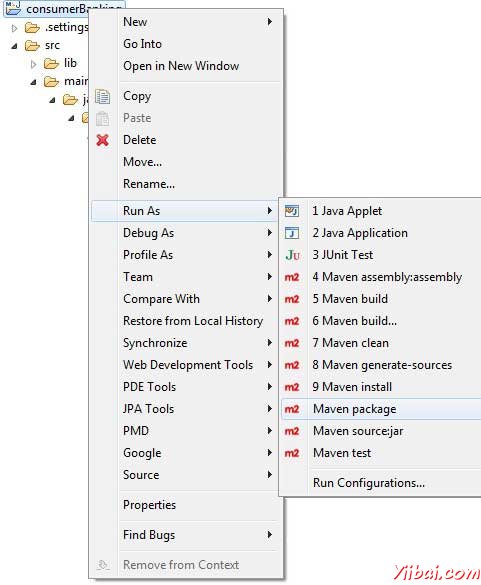 consumerBanking
.settings
src
lib
main
New
Go Into
Open in New Window
Copy
Paste
Delete
Move...
Rename...
Run As
Debug As
Profile As
Team
Compare With
Restore from Local History
Synchronize
Web Development Tools
PDE Tools
JPA Tools
PMD
Google
Source
Properties
Find Bugs
Remove from Context
1 Java Applet
2 Java Application
Ju 3 JUnit Test
m2 4 Maven assembly:assembly
m2 5 Maven build
m2 6 Maven build...
m2 7 Maven clean
m2 8 Maven generate-sources
m2 9 Maven install
m2 Maven package
m2 Maven source:jar
m2 Maven test
Run Configurations...
Yiibai.com